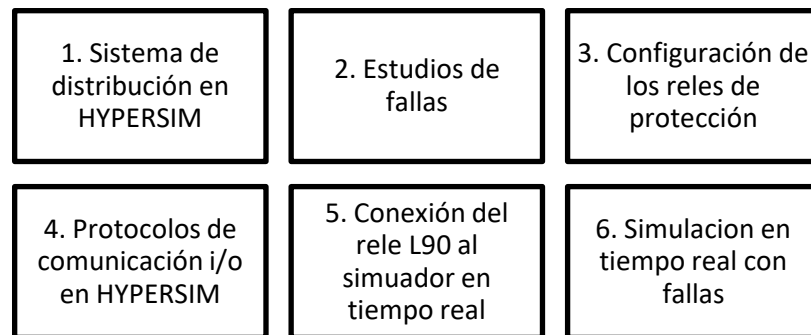 1. Sistema de
distribución en
HYPERSIM
2. Estudios de
fallas
3. Configuración de
los reles de
protección
4. Protocolos de
comunicación i/o
en HYPERSIM
5. Conexión del
rele L90 al
simuador en
tiempo real
6. Simulacion en
tiempo real con
fallas